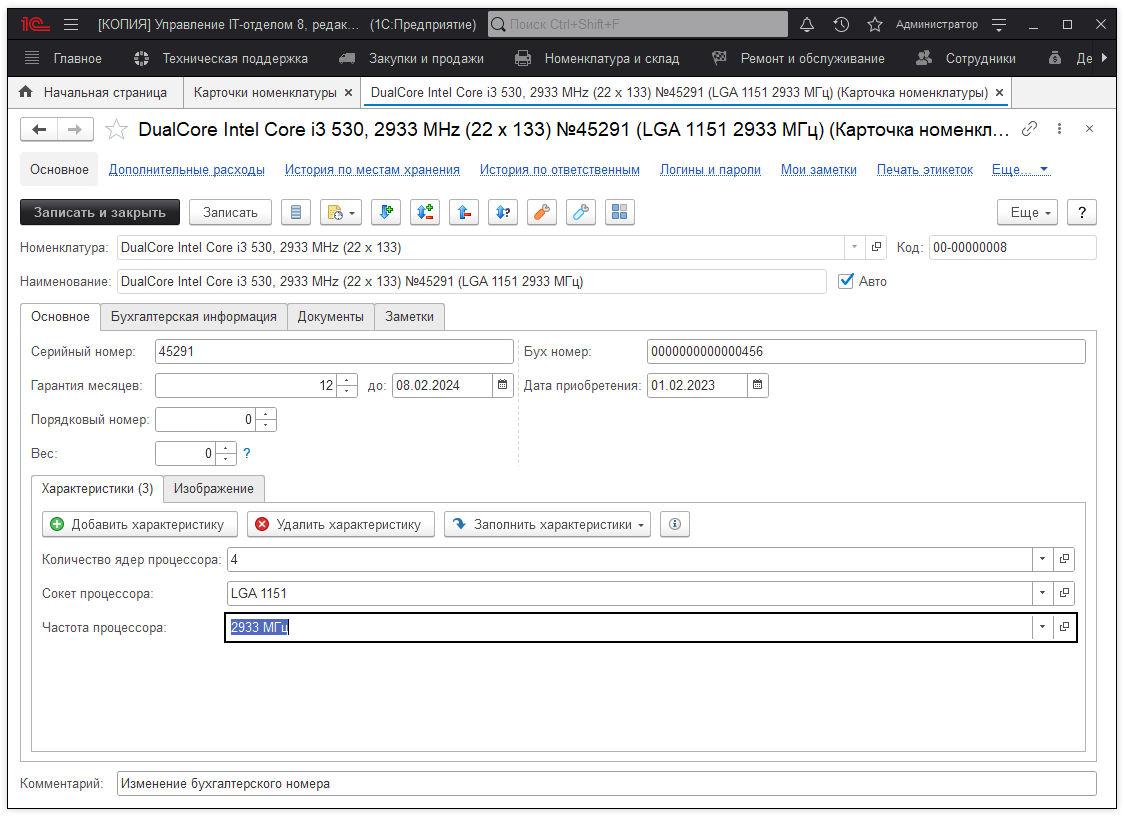 1С [КОПИЯ] Управление IT-отделом 8, редак... (1С:Предприятие) Поиск Ctrl+Shift+F Администратор
Главное Техническая поддержка Закупки и продажи Номенклатура и склад Ремонт и обслуживание Сотрудники Де
Начальная страница Карточки номенклатуры × DualCore Intel Core i3 530, 2933 MHz (22 x 133) №45291 (LGA 1151 2933 МГц) (Карточка номенклатуры) ×
DualCore Intel Core i3 530, 2933 MHz (22 x 133) №45291 (LGA 1151 2933 МГц) (Карточка номенкл...
Основное Дополнительные расходы История по местам хранения История по ответственным Логины и пароли Мои заметки Печать этикеток Еще...
Записать и закрыть Записать Еще ?
Номенклатура: DualCore Intel Core i3 530, 2933 MHz (22 x 133) Код: 00-00000008
Наименование: DualCore Intel Core i3 530, 2933 MHz (22 x 133) №45291 (LGA 1151 2933 МГц) Авто
Основное Бухгалтерская информация Документы Заметки
Серийный номер: 45291 Бух номер: 0000000000000456
Гарантия месяцев: 12 до: 08.02.2024 Дата приобретения: 01.02.2023
Порядковый номер: 0
Вес: 0 ?
Характеристики (3) Изображение
Добавить характеристику Удалить характеристику Заполнить характеристики
Количество ядер процессора: 4
Сокет процессора: LGA 1151
Частота процессора: 2933 МГц
Комментарий: Изменение бухгалтерского номера